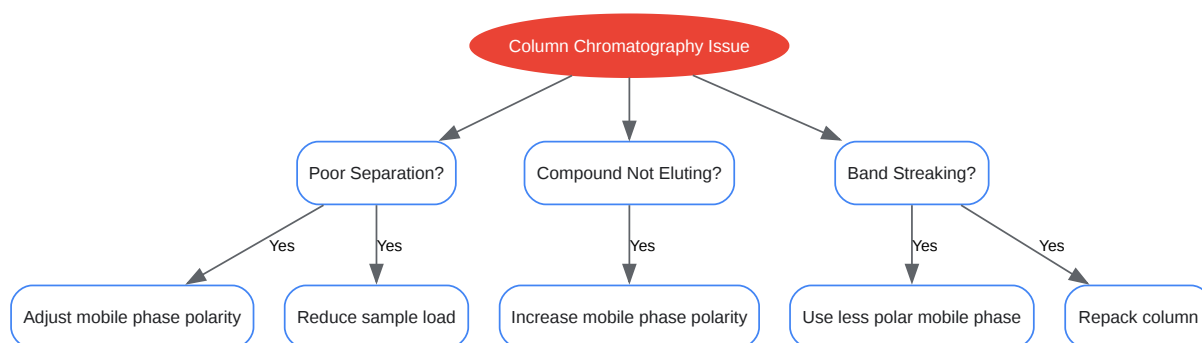 Column Chromatography Issue
Poor Separation?
Compound Not Eluting?
Band Streaking?
Yes
Yes
Yes
Yes
Yes
Adjust mobile phase polarity
Reduce sample load
Increase mobile phase polarity
Use less polar mobile phase
Repack column